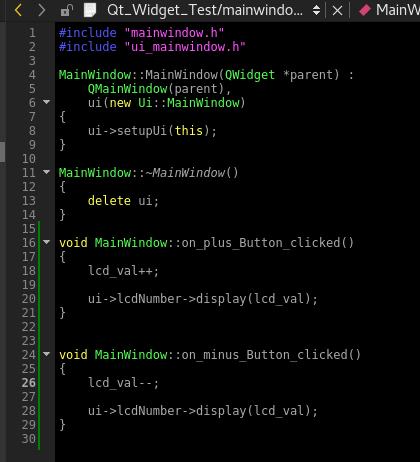 Qt_Widget_Test/mainwindo...
MainW
1 #include "mainwindow.h"
2 #include "ui_mainwindow.h"
3
4 MainWindow::MainWindow(QWidget *parent) :
5     QMainWindow(parent),
6     ui(new Ui::MainWindow)
7 {
8     ui->setupUi(this);
9 }
10
11 MainWindow::~MainWindow()
12 {
13     delete ui;
14 }
15
16 void MainWindow::on_plus_Button_clicked()
17 {
18     lcd_val++;
19
20     ui->lcdNumber->display(lcd_val);
21 }
22
23
24 void MainWindow::on_minus_Button_clicked()
25 {
26     lcd_val--;
27
28     ui->lcdNumber->display(lcd_val);
29 }
30